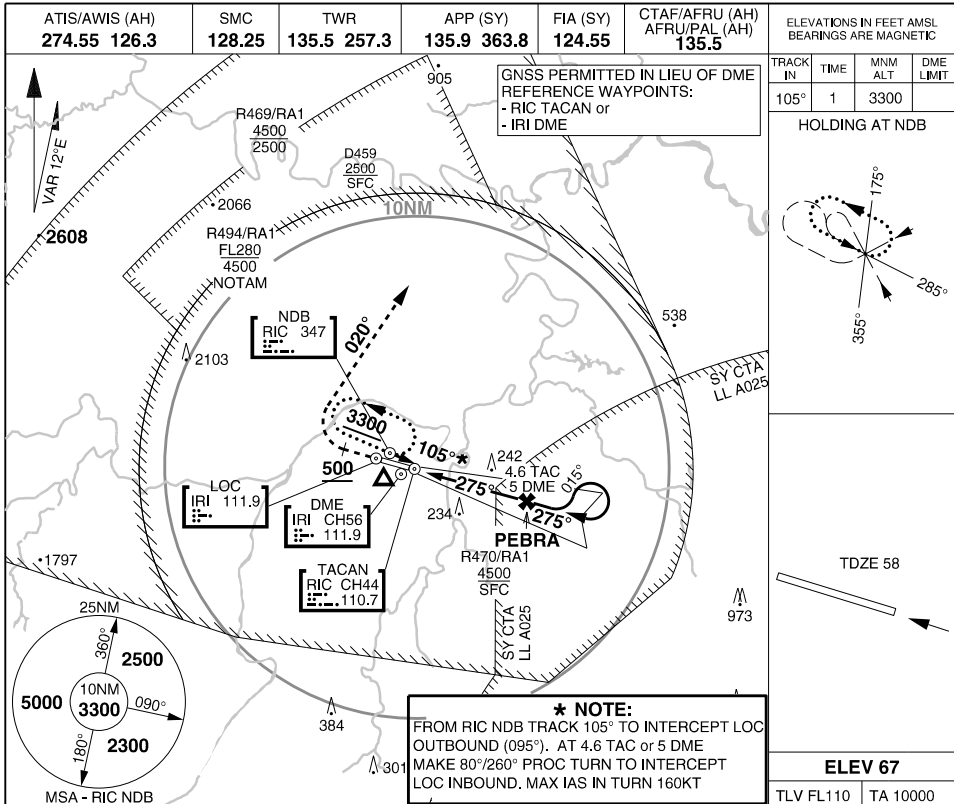 ATIS/AWIS (AH)
274.55 126.3
SMC
128.25
TWR
135.5 257.3
APP (SY)
135.9 363.8
FIA (SY)
124.55
CTAF/AFRU (AH)
AFRU/PAL (AH)
135.5
ELEVATIONS IN FEET AMSL
BEARINGS ARE MAGNETIC
TRACK IN
TIME
MNM ALT
DME LIMIT
105°
1
3300
HOLDING AT NDB
175°
285°
355°
VAR 12°E
905
GNSS PERMITTED IN LIEU OF DME
REFERENCE WAYPOINTS:
- RIC TACAN or
- IRI DME
R469/RA1
4500
2500
D459
2500
SFC
2066
10NM
2608
R494/RA1
FL280
4500
NOTAM
NDB
RIC 347
020°
538
2103
SY CTA
LL A025
3300
105°*
242
4.6 TAC
5 DME
015°
500
275°
275°
LOC
IRI 111.9
DME
IRI CH56
111.9
234
PEBRA
TACAN
RIC CH44
110.7
R470/RA1
4500
SFC
1797
SY CTA
LL A025
973
TDZE 58
25NM
360°
2500
5000
10NM
3300
090°
180°
2300
MSA - RIC NDB
384
301
* NOTE:
FROM RIC NDB TRACK 105° TO INTERCEPT LOC
OUTBOUND (095°). AT 4.6 TAC or 5 DME
MAKE 80°/260° PROC TURN TO INTERCEPT
LOC INBOUND. MAX IAS IN TURN 160KT
ELEV 67
TLV FL110
TA 10000